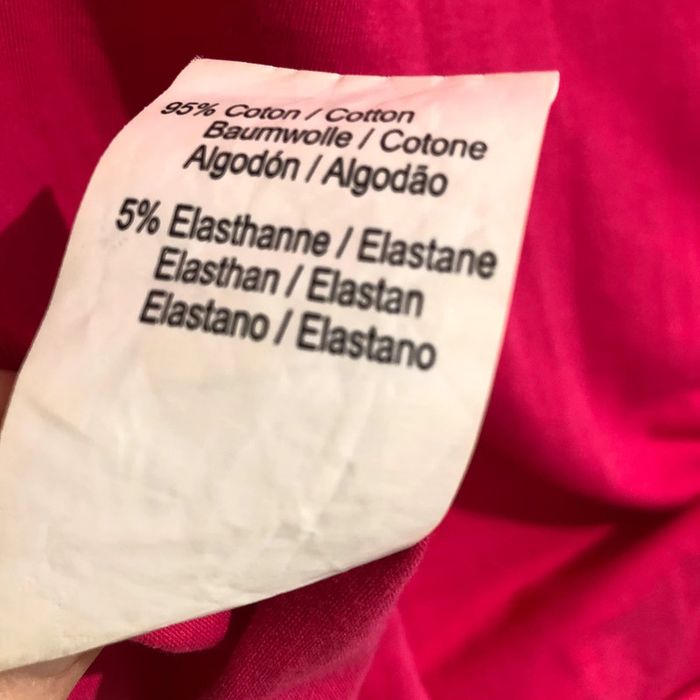 95% Coton / Cotton
Baumwolle / Cotone
Algodón / Algodão
5% Elasthanne / Elastane
Elasthan / Elastan
Elastano / Elastano